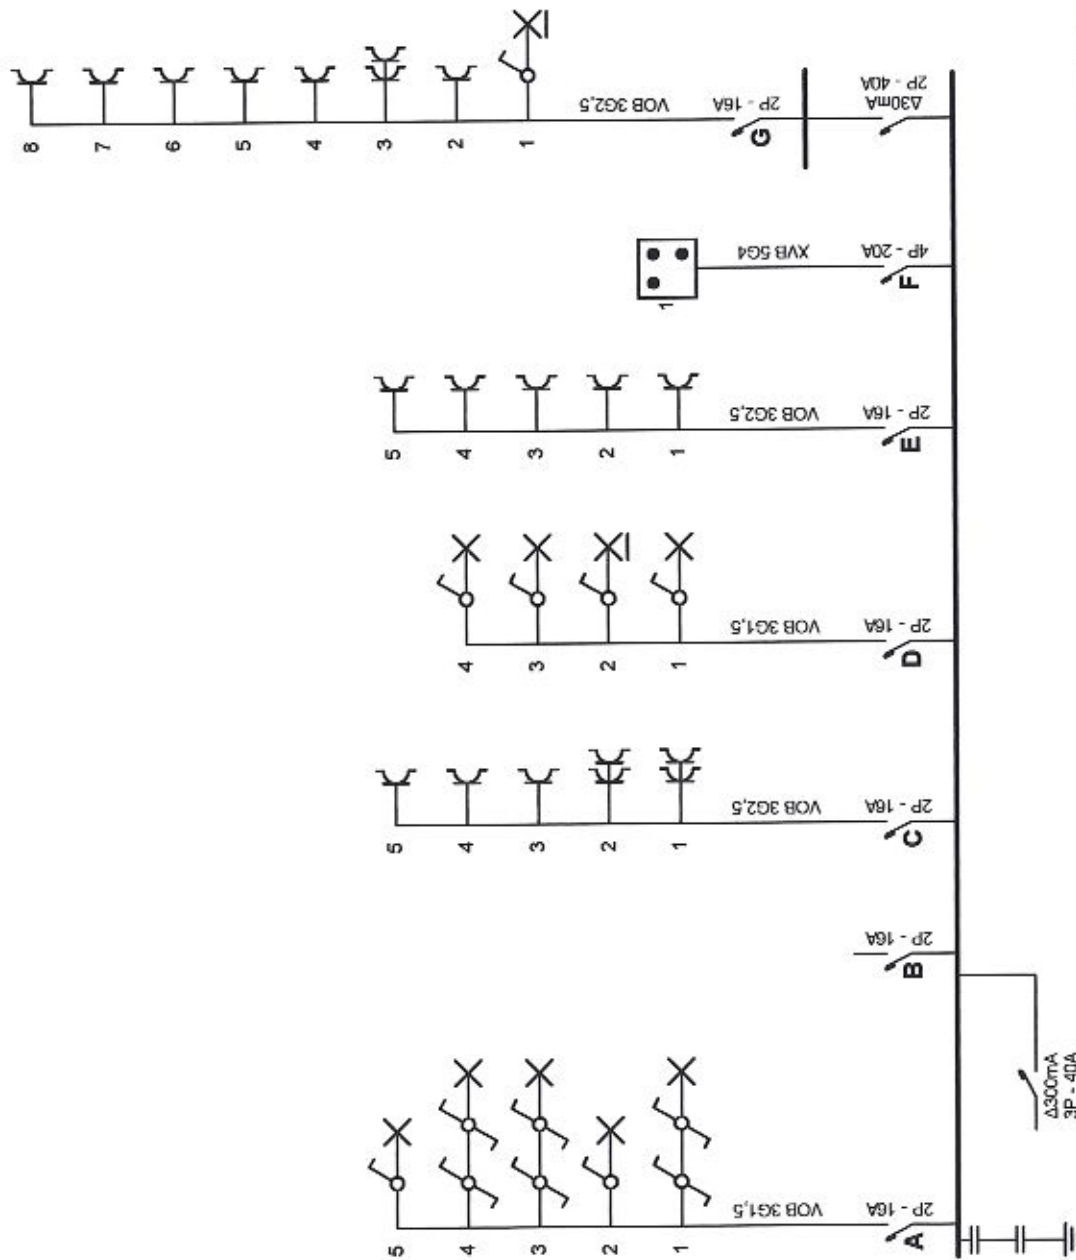 8
7
6
5
4
3
2
1
VOB 3G2,5
2P - 16A
G
Δ30mA
2P - 40A
1
XVB 5G4
4P - 20A
F
5
4
3
2
1
VOB 3G2,5
2P - 16A
E
4
3
2
1
VOB 3G1,5
2P - 16A
D
5
4
3
2
1
VOB 3G2,5
2P - 16A
C
2P - 16A
B
Δ300mA
3P - 40A
5
4
3
2
1
VOB 3G1,5
2P - 16A
A